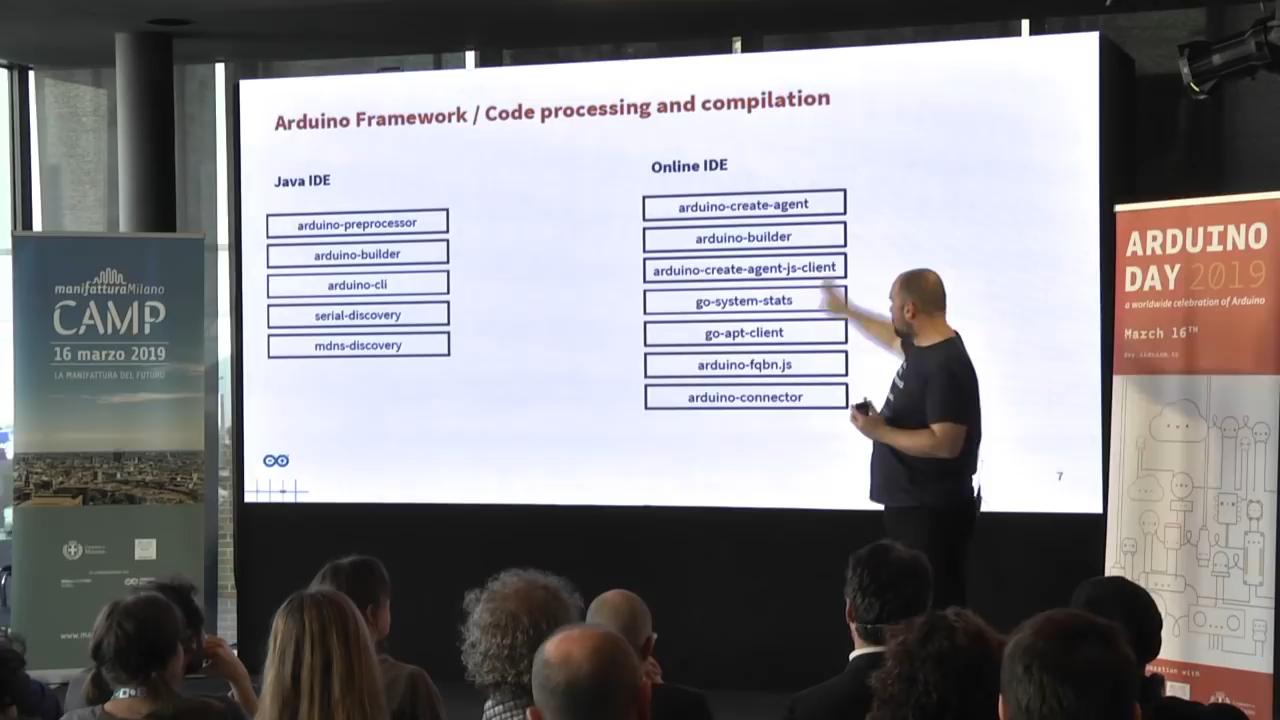 Arduino Framework / Code processing and compilation
Java IDE
arduino-preprocessor
arduino-builder
arduino-cli
serial-discovery
mdns-discovery
Online IDE
arduino-create-agent
arduino-builder
arduino-create-agent-js-client
go-system-stats
go-apt-client
arduino-fqbn.js
arduino-connector
7
manifatturaMilano
CAMP
16 marzo 2019
LA MANIFATTURA DEL FUTURO
ARDUINO
DAY 2019
a worldwide celebration of Arduino
March 16TH